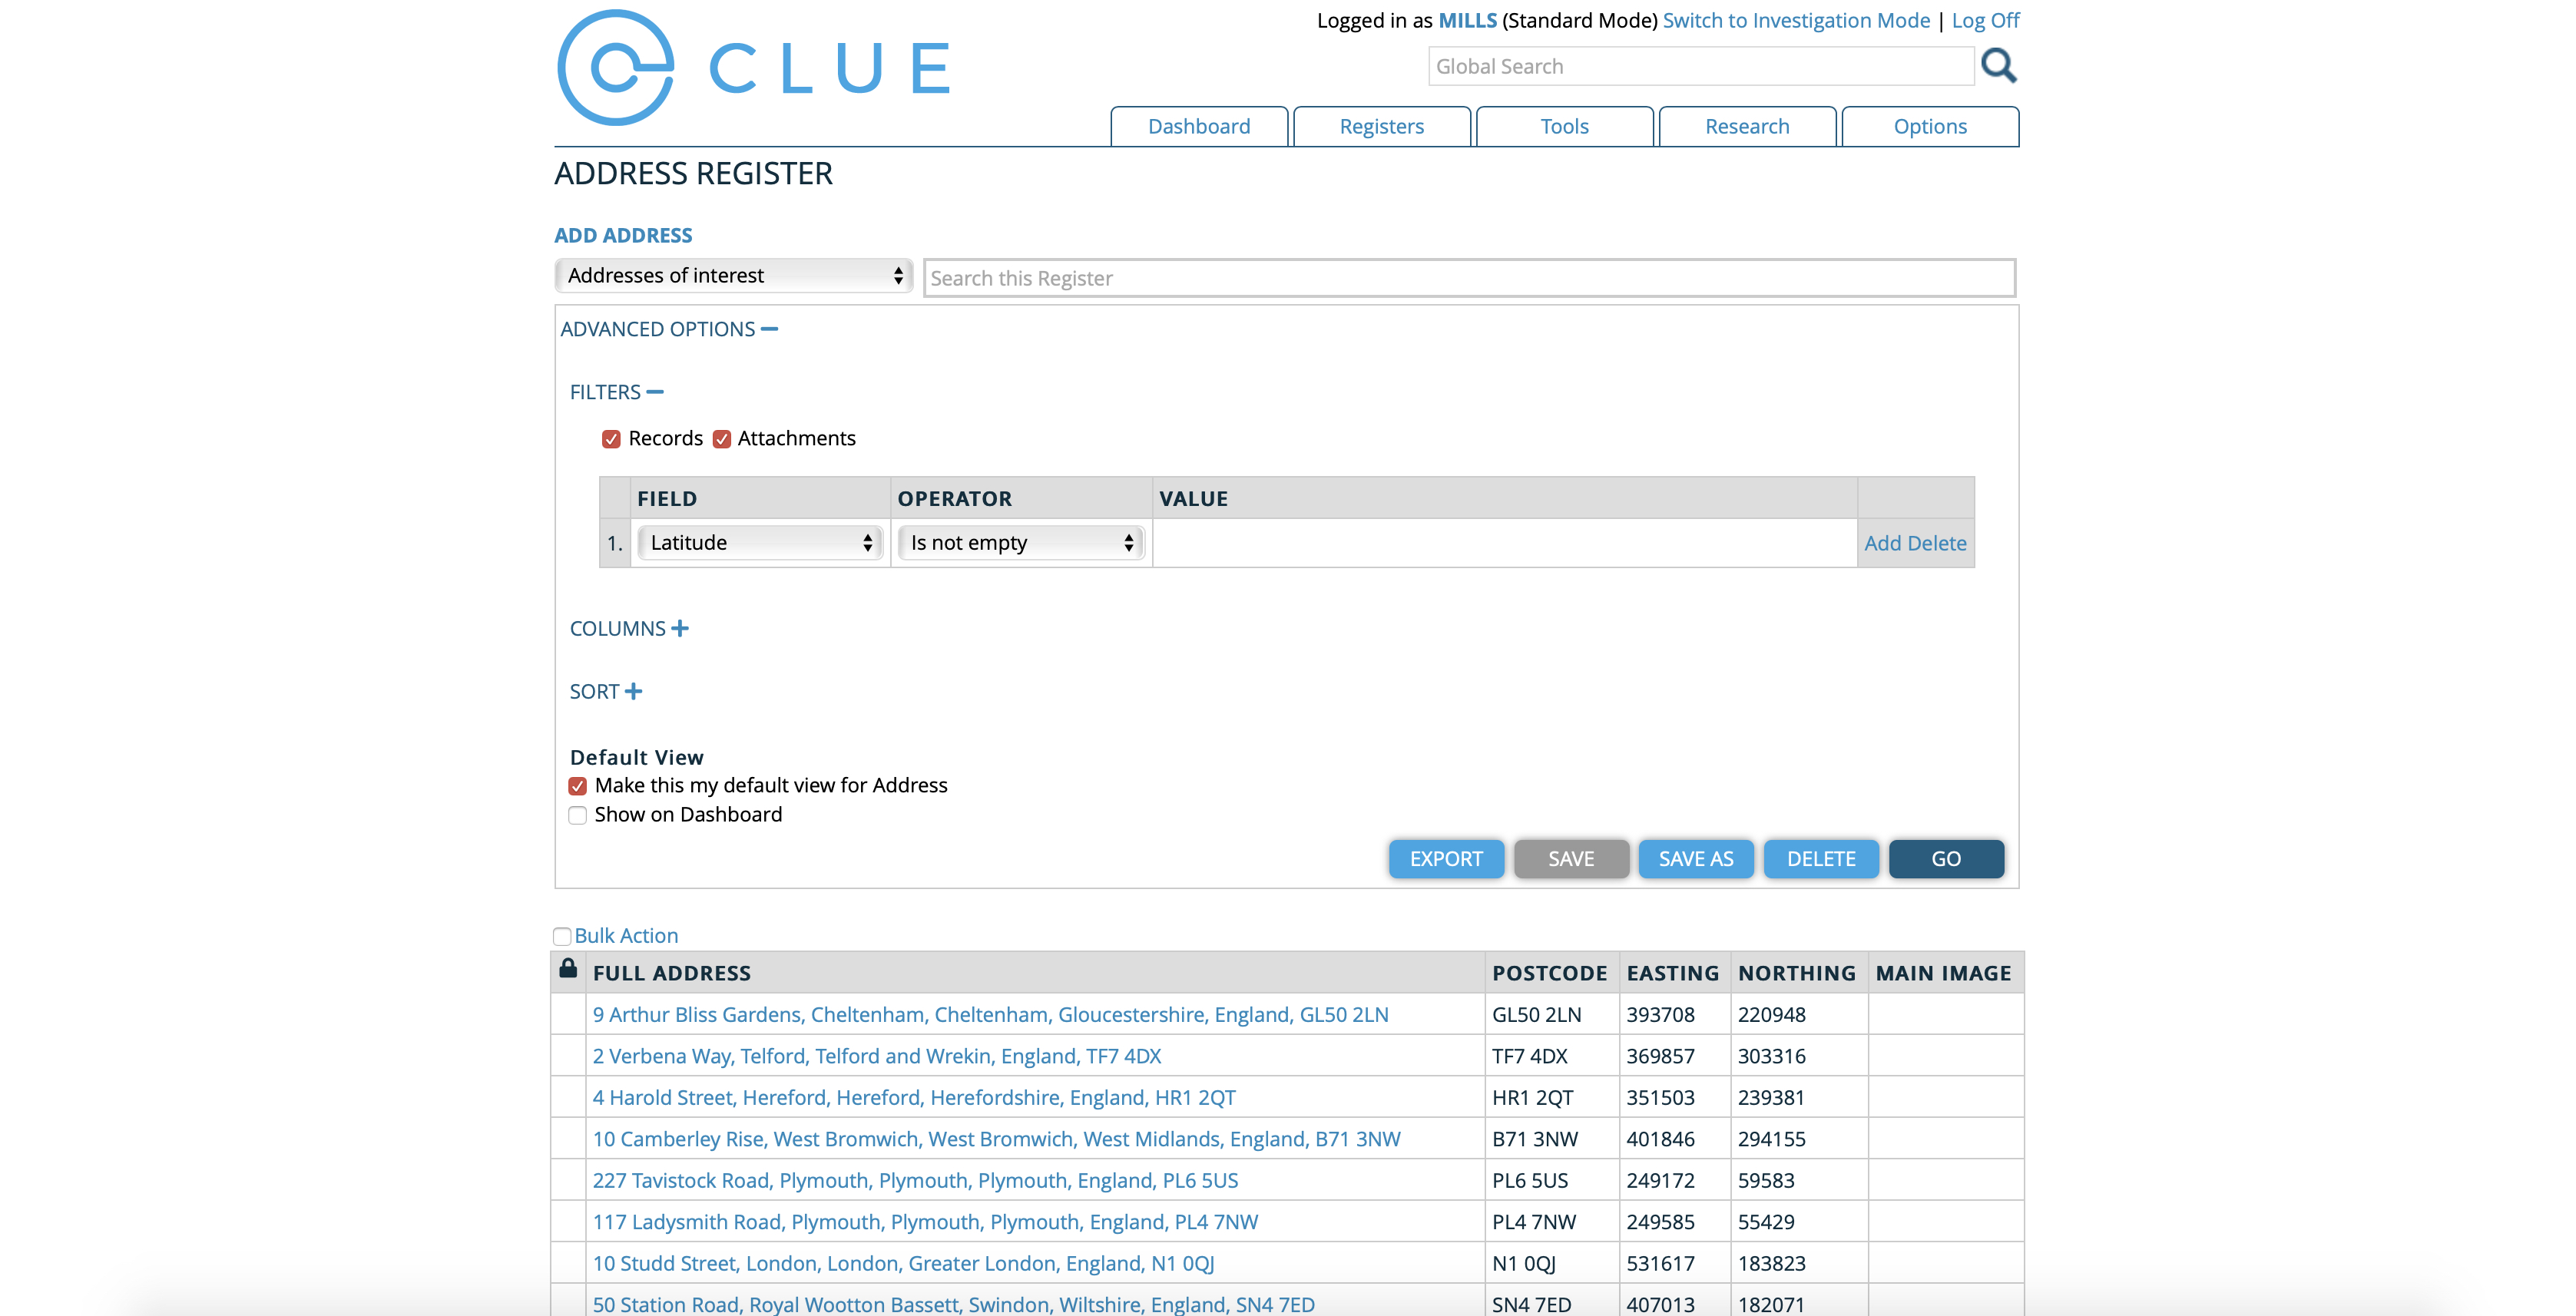 CLUE
Logged in as MILLS (Standard Mode) Switch to Investigation Mode | Log Off
Global Search
Dashboard Registers Tools Research Options
ADDRESS REGISTER
ADD ADDRESS
Addresses of interest Search this Register
ADVANCED OPTIONS
FILTERS
Records Attachments
FIELD OPERATOR VALUE
1. Latitude Is not empty Add Delete
COLUMNS
SORT
Default View
Make this my default view for Address
Show on Dashboard
EXPORT SAVE SAVE AS DELETE GO
Bulk Action
FULL ADDRESS POSTCODE EASTING NORTHING MAIN IMAGE
9 Arthur Bliss Gardens, Cheltenham, Cheltenham, Gloucestershire, England, GL50 2LN GL50 2LN 393708 220948
2 Verbena Way, Telford, Telford and Wrekin, England, TF7 4DX TF7 4DX 369857 303316
4 Harold Street, Hereford, Hereford, Herefordshire, England, HR1 2QT HR1 2QT 351503 239381
10 Camberley Rise, West Bromwich, West Bromwich, West Midlands, England, B71 3NW B71 3NW 401846 294155
227 Tavistock Road, Plymouth, Plymouth, Plymouth, England, PL6 5US PL6 5US 249172 59583
117 Ladysmith Road, Plymouth, Plymouth, Plymouth, England, PL4 7NW PL4 7NW 249585 55429
10 Studd Street, London, London, Greater London, England, N1 0QJ N1 0QJ 531617 183823
50 Station Road, Royal Wootton Bassett, Swindon, Wiltshire, England, SN4 7ED SN4 7ED 407013 182071